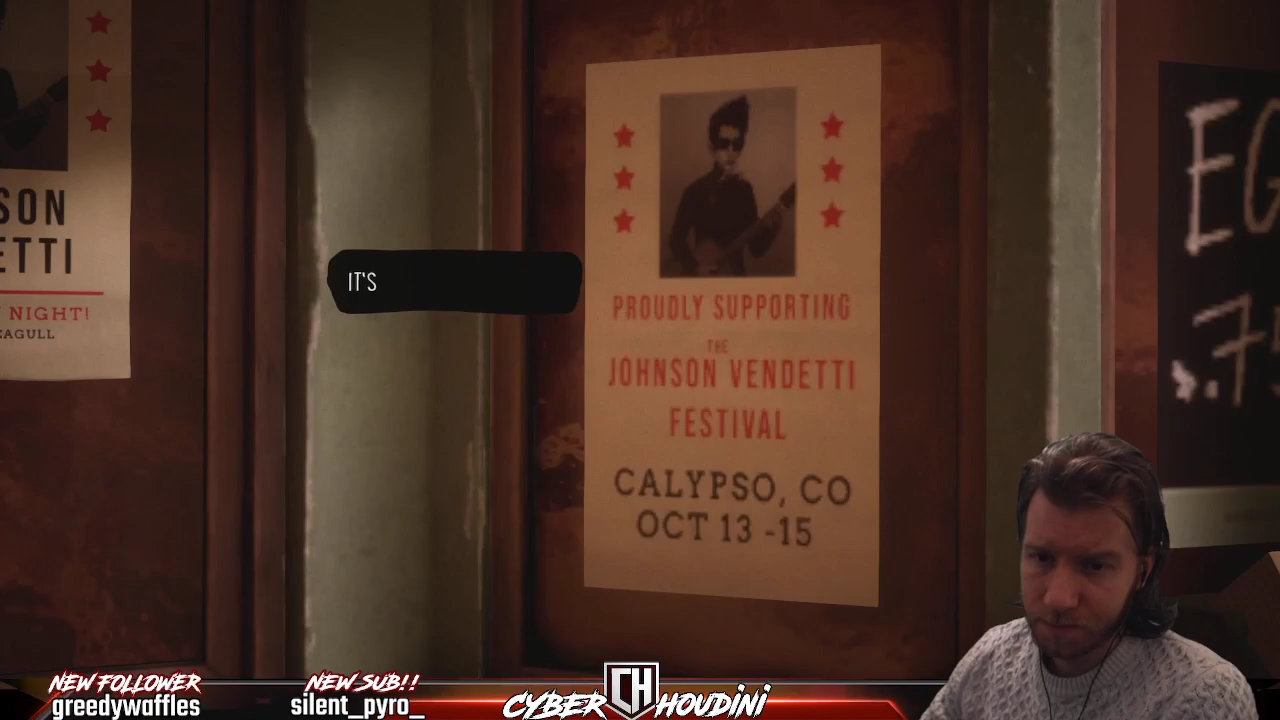 SON
ETTI
NIGHT!
EAGULL
IT'S
PROUDLY SUPPORTING
THE
JOHNSON VENDETTI
FESTIVAL
CALYPSO, CO
OCT 13 -15
EG
.75
NEW FOLLOWER
greedywaffles
NEW SUB!!
silent_pyro_
CYBER CH HOUDINI